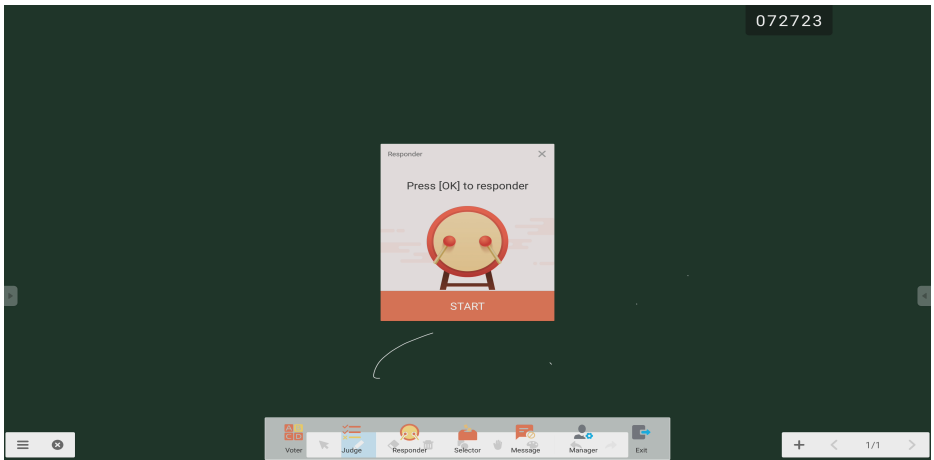 072723
Responder
Press [OK] to responder
START
Voter Judge Responder Selector Message Manager Exit
1/1